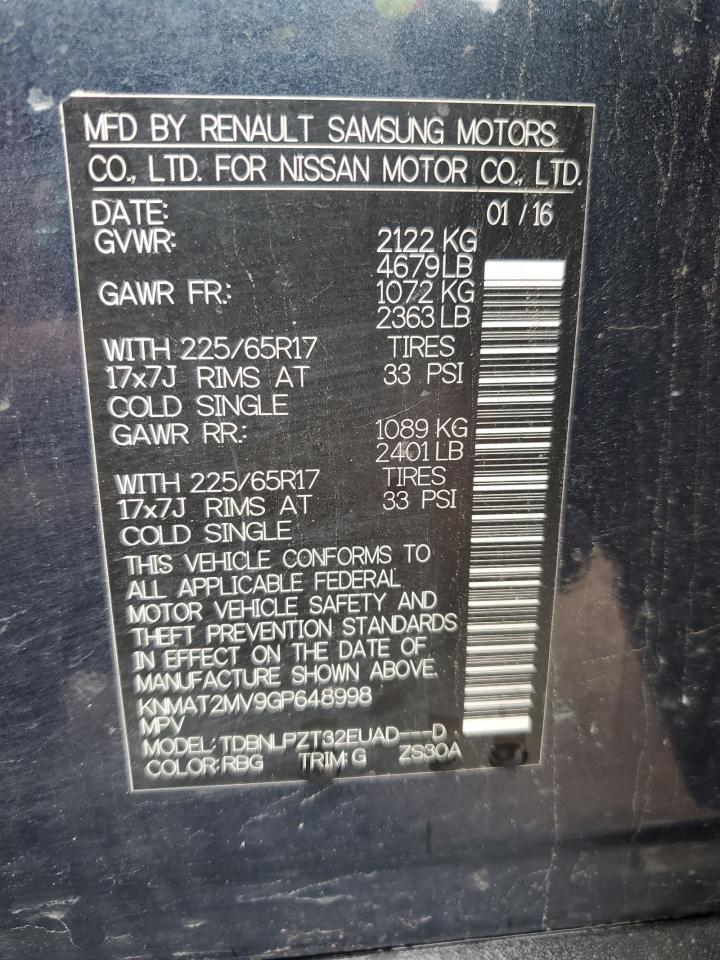 MFD BY RENAULT SAMSUNG MOTORS
CO., LTD. FOR NISSAN MOTOR CO., LTD.
DATE: 01 / 16
GVWR: 2122 KG
4679 LB
GAWR FR.: 1072 KG
2363 LB
WITH 225/65R17 TIRES
17x7J RIMS AT 33 PSI
COLD SINGLE
GAWR RR.: 1089 KG
2401 LB
WITH 225/65R17 TIRES
17x7J RIMS AT 33 PSI
COLD SINGLE
THIS VEHICLE CONFORMS TO
ALL APPLICABLE FEDERAL
MOTOR VEHICLE SAFETY AND
THEFT PREVENTION STANDARDS
IN EFFECT ON THE DATE OF
MANUFACTURE SHOWN ABOVE.
KNMAT2MV9GP648998
MPV
MODEL: TDBNLPZT32EUAD---D
COLOR: RBG TRIM: G ZS30A